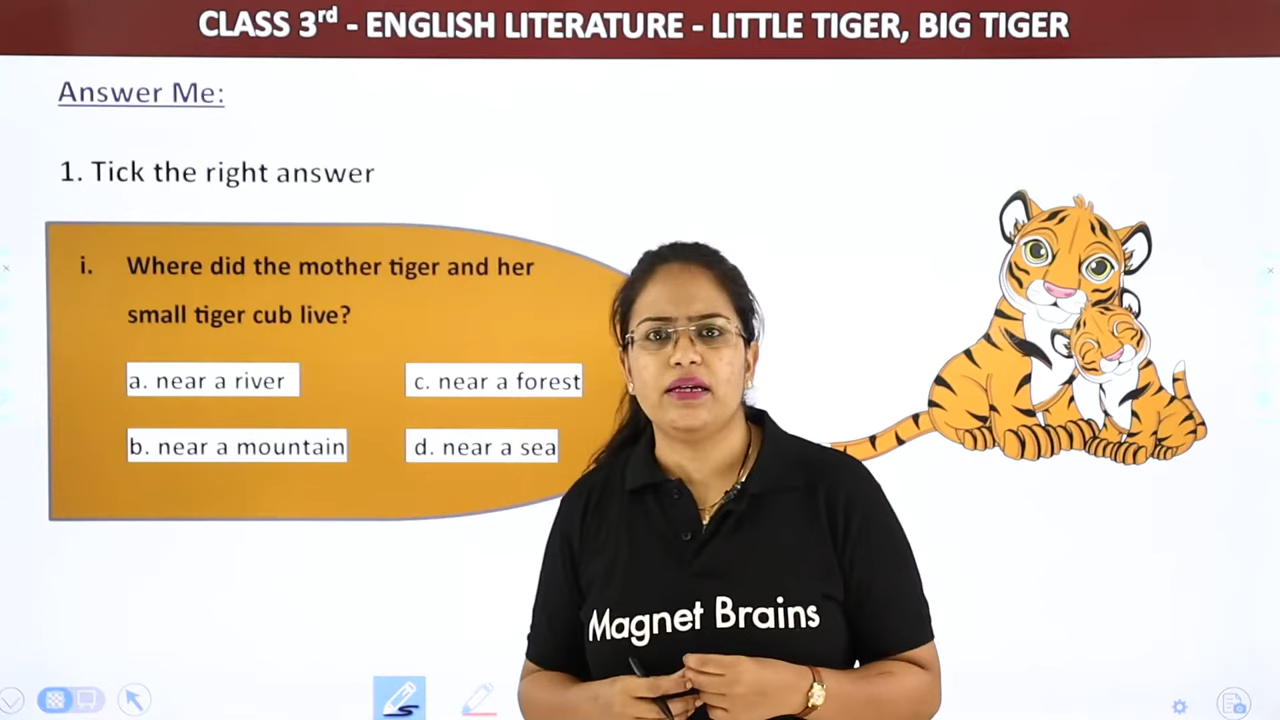 CLASS 3rd - ENGLISH LITERATURE - LITTLE TIGER, BIG TIGER
Answer Me:
1. Tick the right answer
i. Where did the mother tiger and her
small tiger cub live?
a. near a river
c. near a forest
b. near a mountain
d. near a sea
Magnet Brains